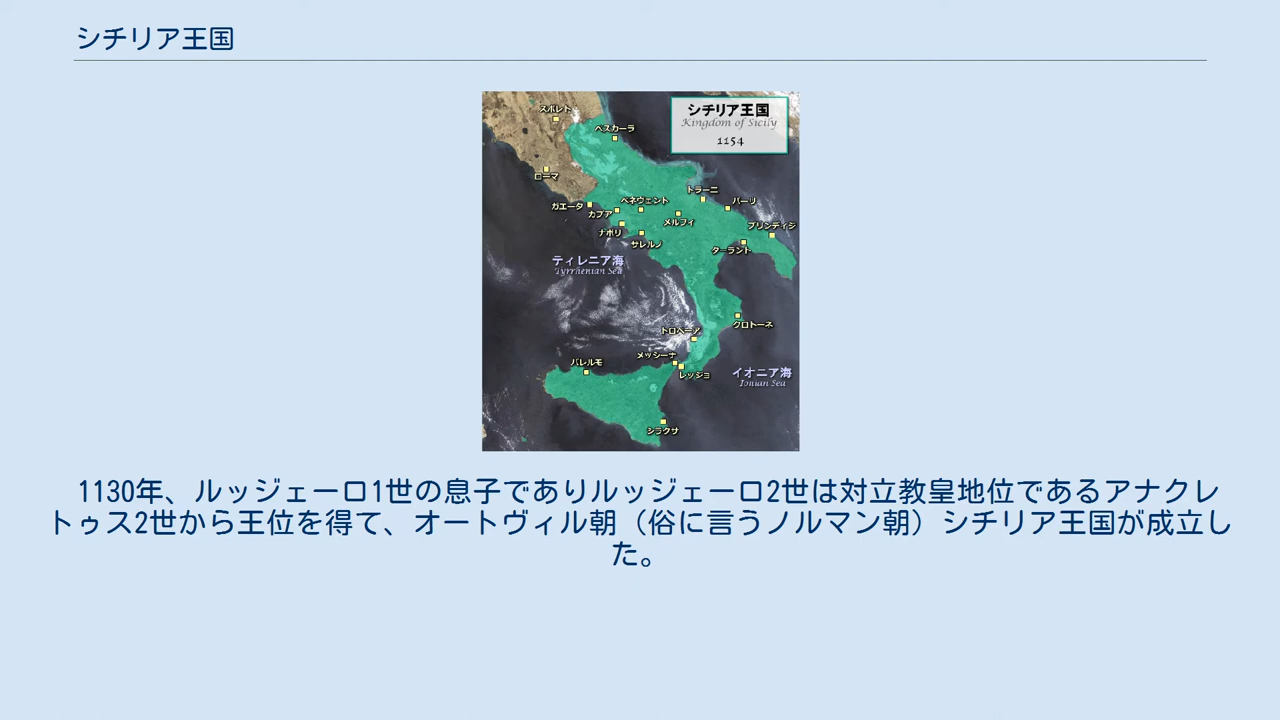 シチリア王国
シチリア王国
Kingdom of Sicily
1154
スポレト
ペスカーラ
ローマ
トラーニ
ガエータ
カプア
ベネヴェント
メルフィ
バーリ
ナポリ
サレルノ
ブリンディジ
ターラント
ティレニア海
Tyrrhenian Sea
クロトーネ
トロペーア
メッシーナ
レッジョ
パレルモ
イオニア海
Ionian Sea
シラクサ
1130年、ルッジェーロ1世の息子でありルッジェーロ2世は対立教皇地位であるアナクレ
トゥス2世から王位を得て、オートヴィル朝（俗に言うノルマン朝）シチリア王国が成立し
た。